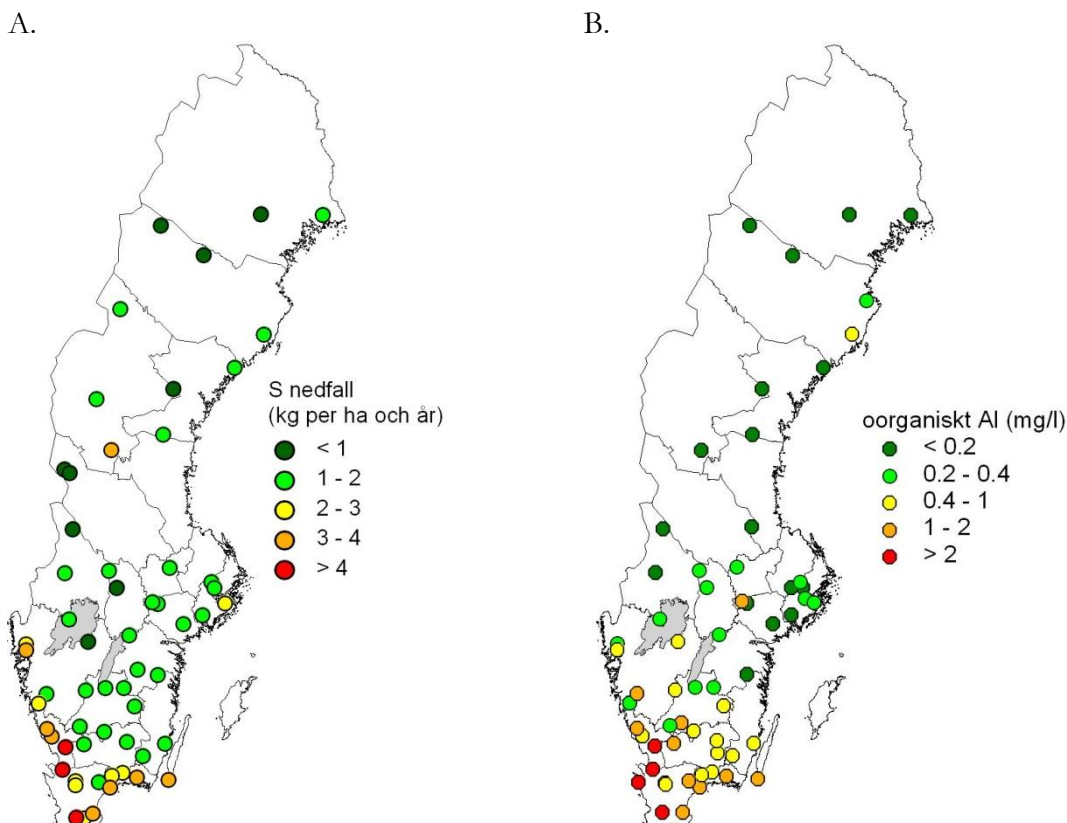 A.
S nedfall
(kg per ha och år)
< 1
1 - 2
2 - 3
3 - 4
> 4
B.
oorganiskt Al (mg/l)
< 0.2
0.2 - 0.4
0.4 - 1
1 - 2
> 2